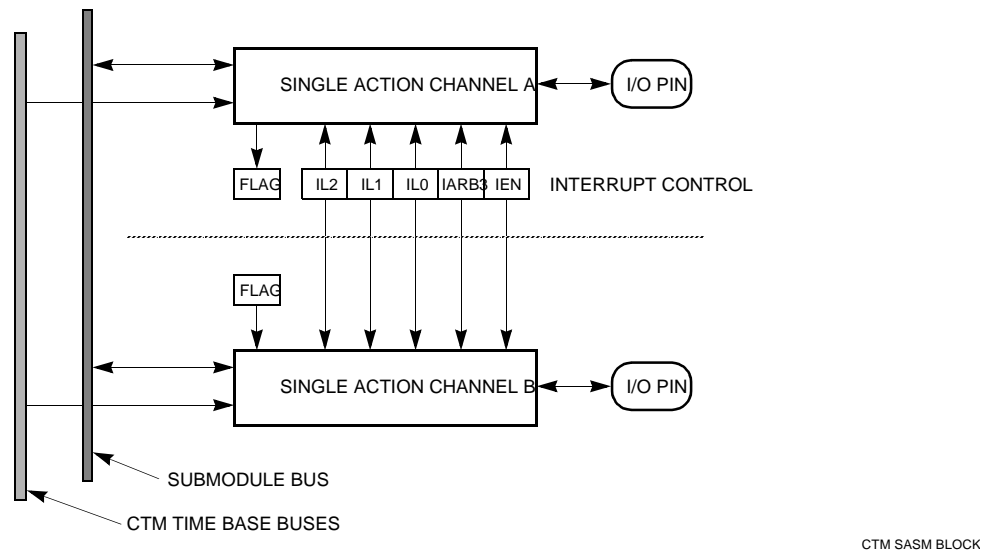 SINGLE ACTION CHANNEL A
I/O PIN
FLAG
IL2
IL1
IL0
IARB3
IEN
INTERRUPT CONTROL
FLAG
SINGLE ACTION CHANNEL B
I/O PIN
SUBMODULE BUS
CTM TIME BASE BUSES
CTM SASM BLOCK